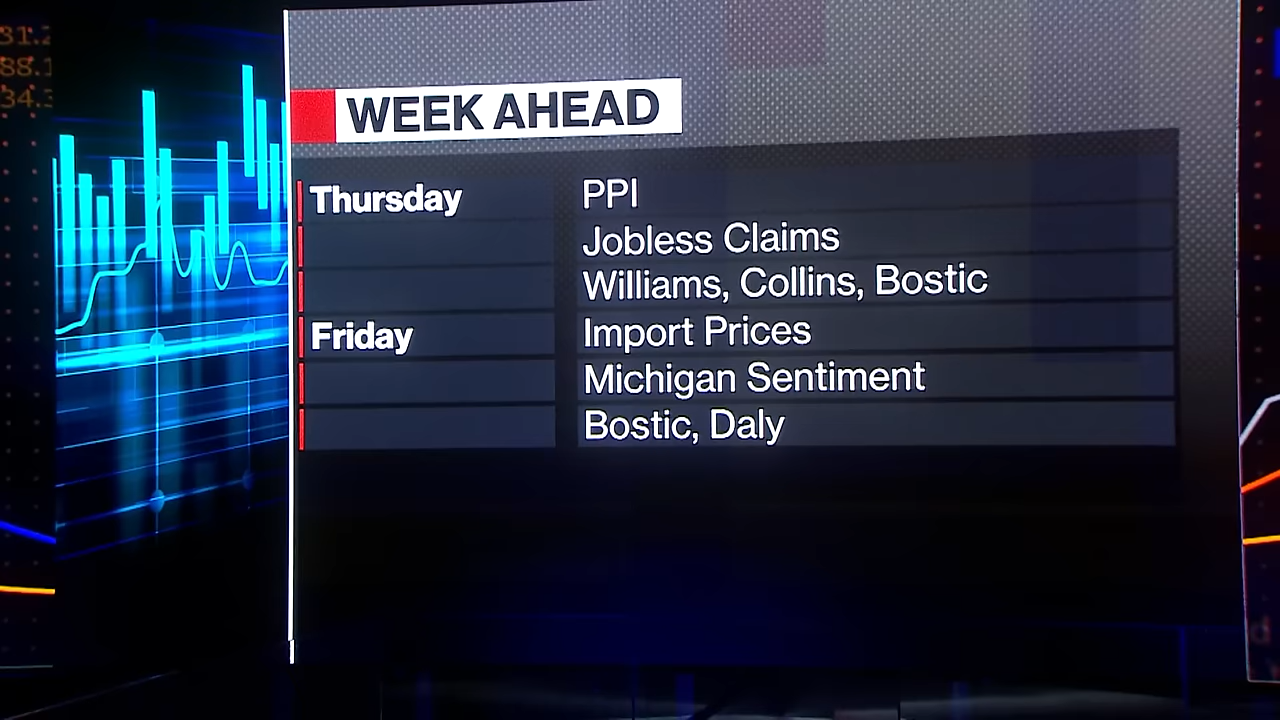 WEEK AHEAD
Thursday PPI
Jobless Claims
Williams, Collins, Bostic
Friday Import Prices
Michigan Sentiment
Bostic, Daly